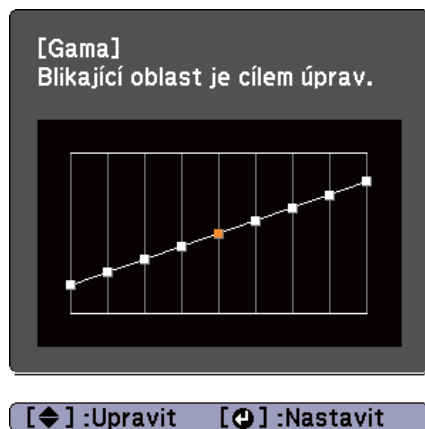 [Gama]
Blikající oblast je cílem úprav.
[◆] :Upravit [↵] :Nastavit